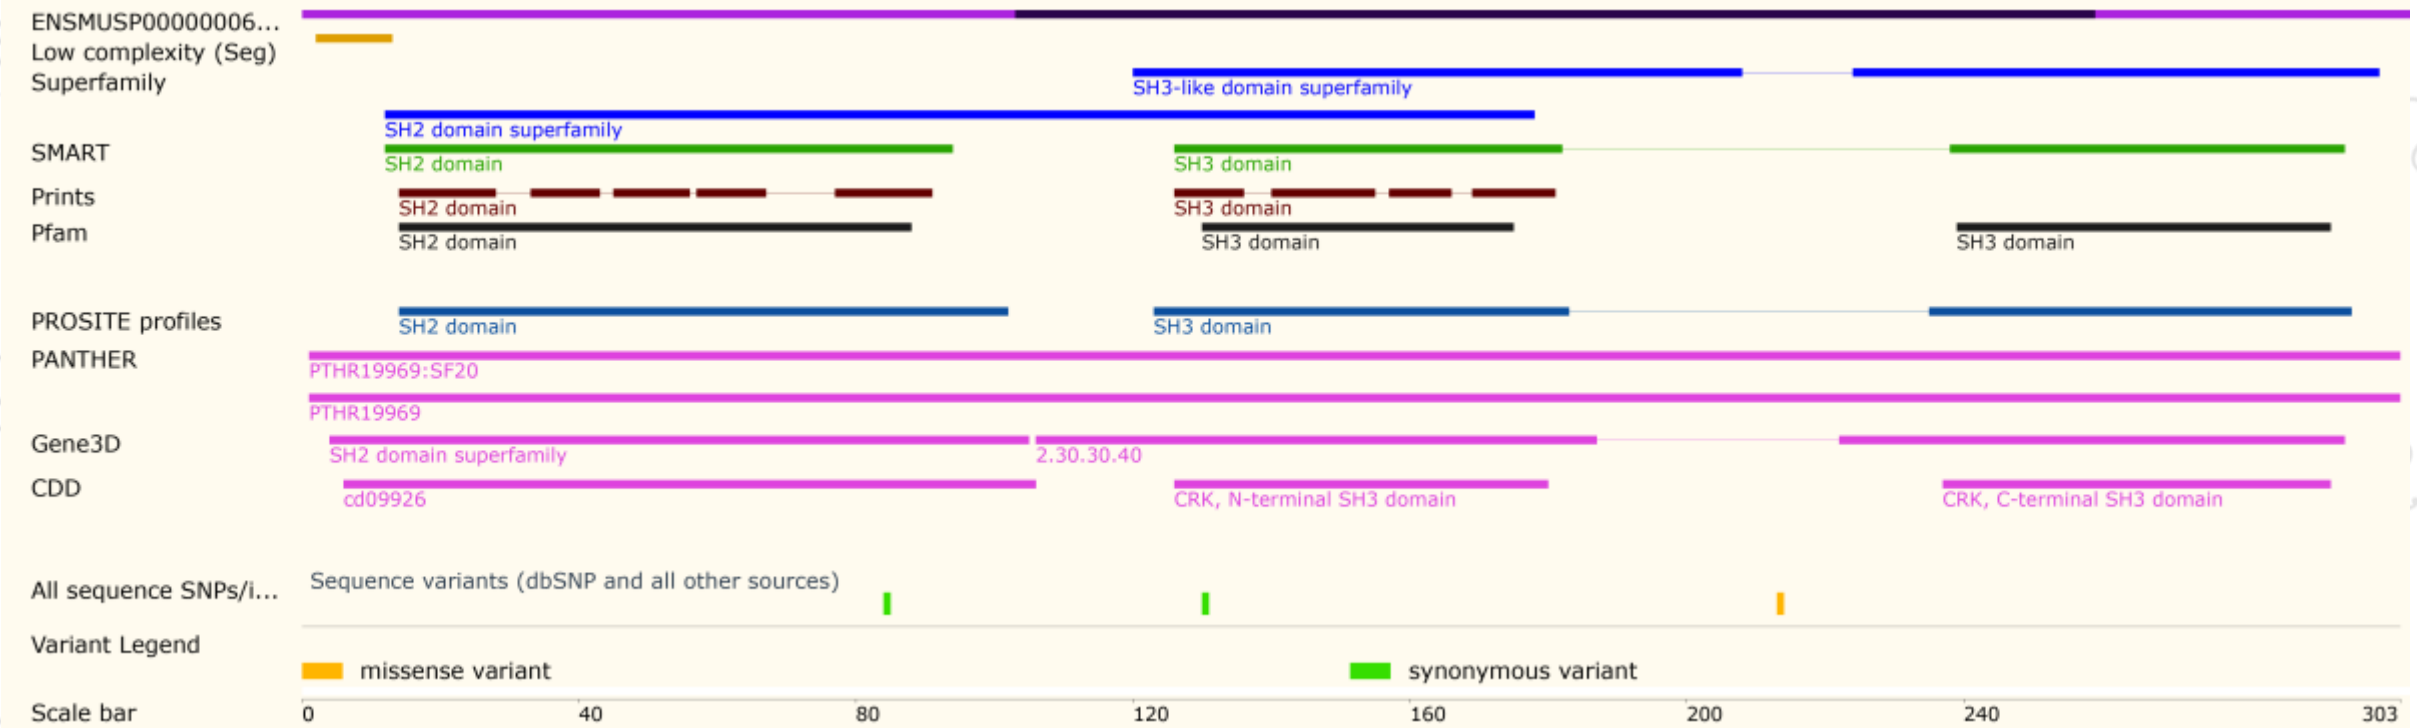 ENSMUSP00000006...
Low complexity (Seg)
Superfamily
SH3-like domain superfamily
SH2 domain superfamily
SMART
SH2 domain
SH3 domain
Prints
SH2 domain
SH3 domain
Pfam
SH2 domain
SH3 domain
SH3 domain
PROSITE profiles
SH2 domain
SH3 domain
PANTHER
PTHR19969:SF20
PTHR19969
Gene3D
SH2 domain superfamily
2.30.30.40
CDD
cd09926
CRK, N-terminal SH3 domain
CRK, C-terminal SH3 domain
All sequence SNPs/i...
Sequence variants (dbSNP and all other sources)
Variant Legend
missense variant
synonymous variant
Scale bar
0 40 80 120 160 200 240 303